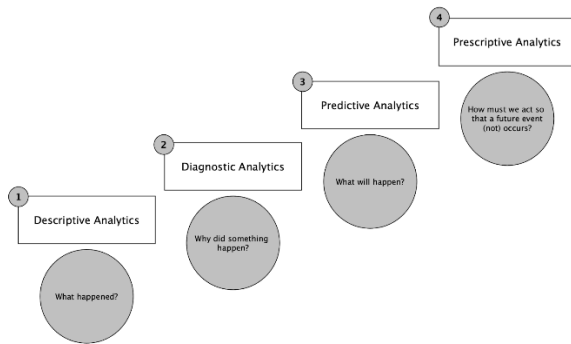 1
Descriptive Analytics
What happened?
2
Diagnostic Analytics
Why did something
happen?
3
Predictive Analytics
What will happen?
4
Prescriptive Analytics
How must we act so
that a future event
(not) occurs?